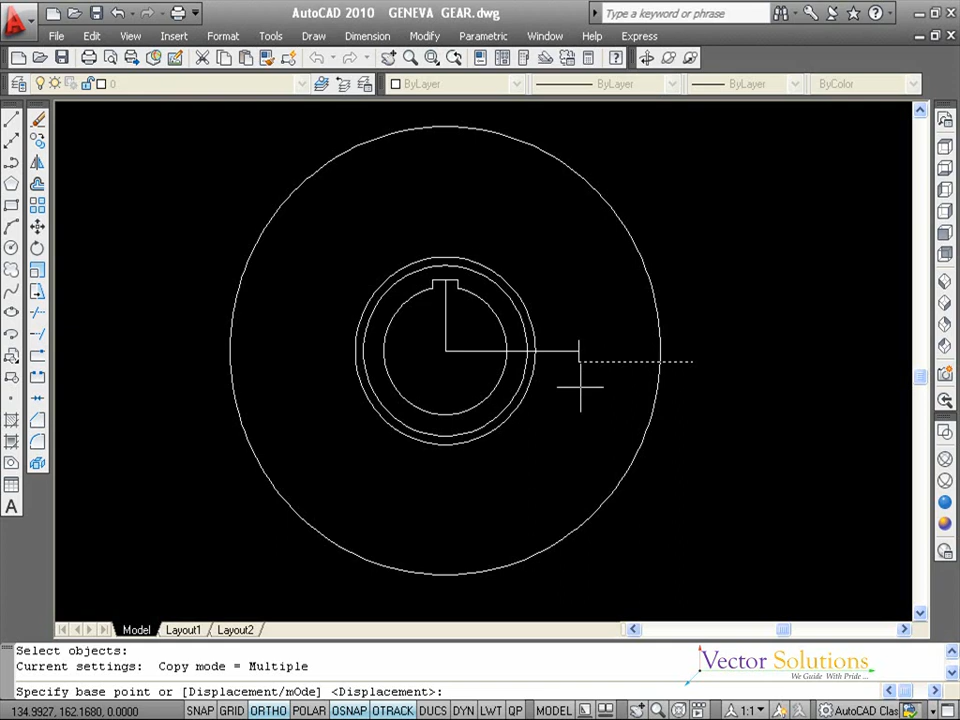 AutoCAD 2010 GENEVA GEAR.dwg
Type a keyword or phrase
File Edit View Insert Format Tools Draw Dimension Modify Parametric Window Help Express
0 ByLayer ByLayer ByLayer ByColor
A
Model Layout1 Layout2
Select objects:
Current settings: Copy mode = Multiple
Specify base point or [Displacement/mOde] <Displacement>:
Vector Solutions
We Guide With Pride ...
134.9927, 162.1680, 0.0000 SNAP GRID ORTHO POLAR OSNAP OTRACK DUCS DYN LWT QP MODEL 1:1 AutoCAD Clas